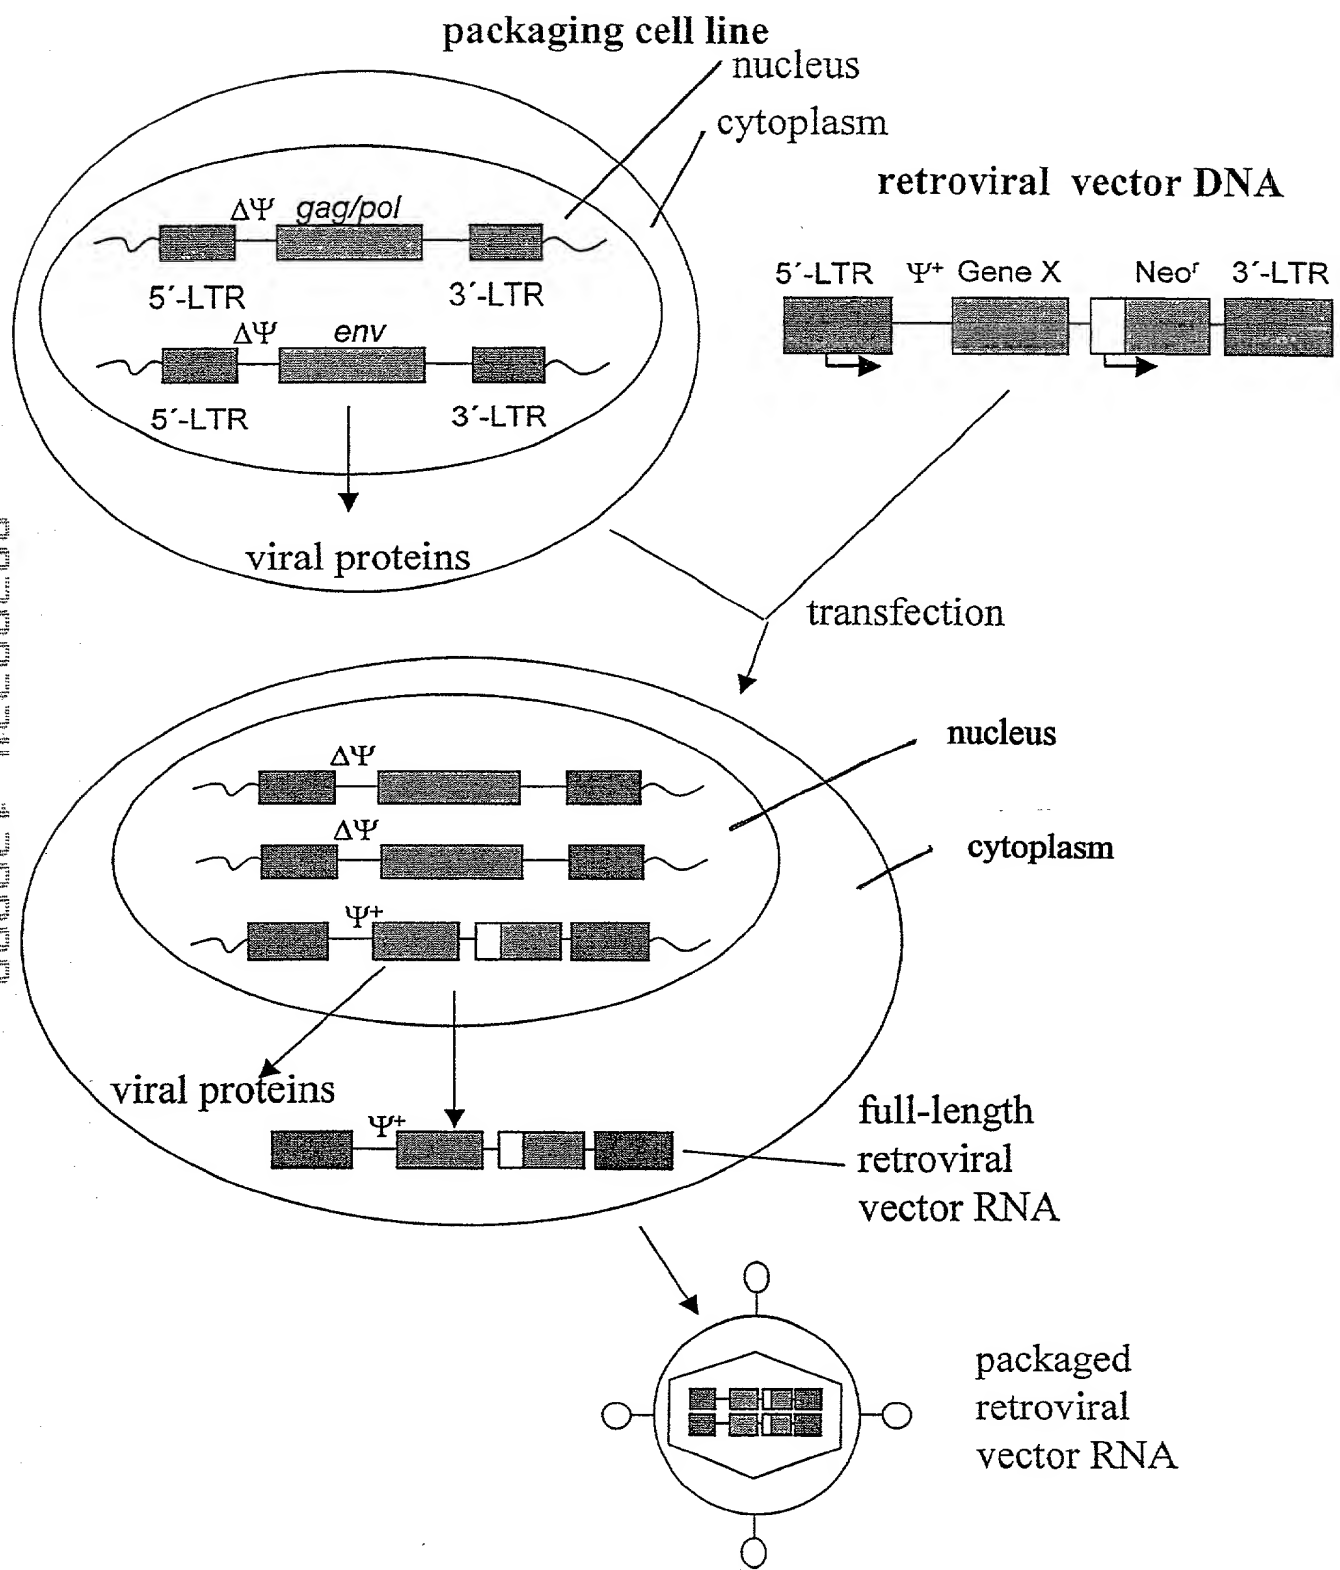 packaging cell line
nucleus
cytoplasm
retroviral vector DNA
ΔΨ gag/pol
5´-LTR 3´-LTR
ΔΨ env
5´-LTR 3´-LTR
viral proteins
5´-LTR Ψ⁺ Gene X Neoʳ 3´-LTR
transfection
nucleus
cytoplasm
ΔΨ
ΔΨ
Ψ⁺
viral proteins
Ψ⁺
full-length
retroviral
vector RNA
packaged
retroviral
vector RNA